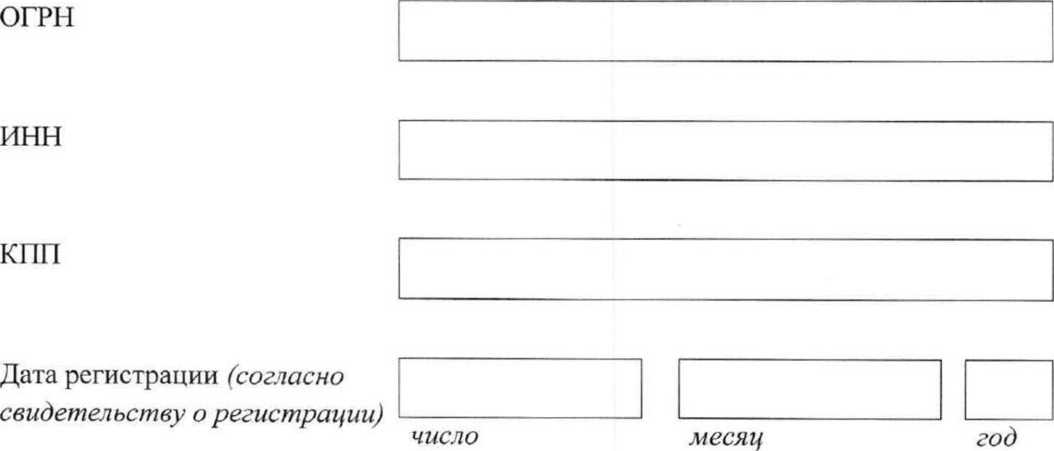 ОГРН
ИНН
КПП
Дата регистрации (согласно
свидетельству о регистрации)
число месяц год